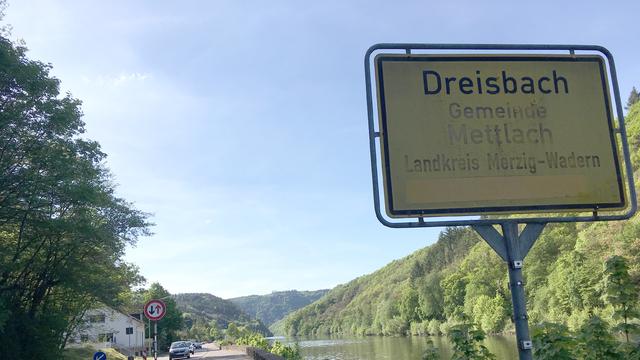 Dreisbach
Gemeinde
Mettlach
Landkreis Merzig-Wadern